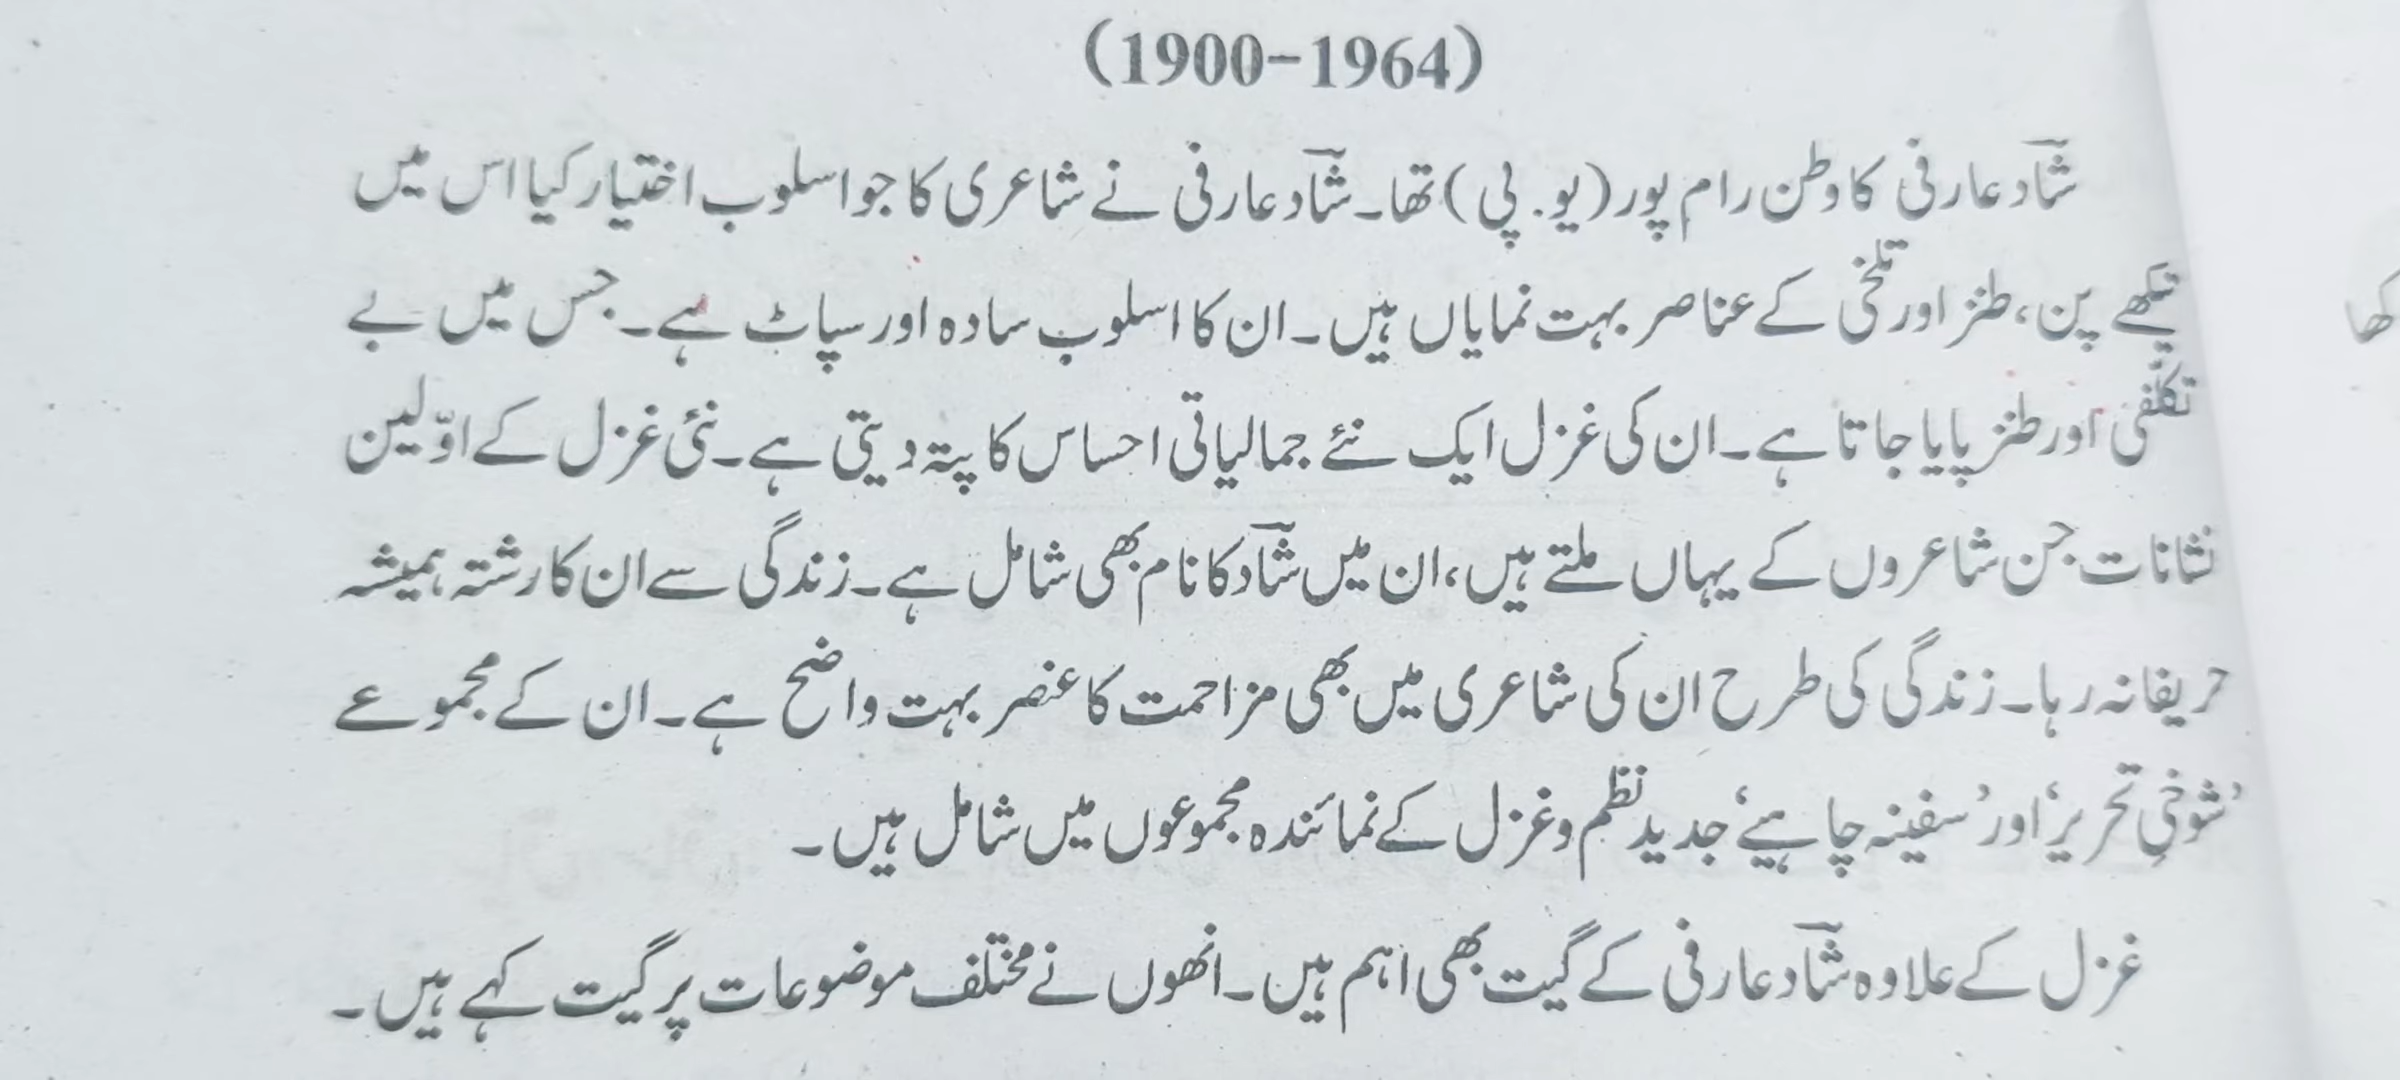 (1900-1964)
شادؔ عارفی کا وطن رام پور (یو. پی) تھا۔ شادؔ عارفی نے شاعری کا جو اسلوب اختیار کیا اس میں
تیکھے پن، طنز اور تلخی کے عناصر بہت نمایاں ہیں۔ ان کا اسلوب سادہ اور سپاٹ ہے۔ جس میں بے
تکلفی اور طنز پایا جاتا ہے۔ ان کی غزل ایک نئے جمالیاتی احساس کا پتہ دیتی ہے۔ نئی غزل کے اوّلین
نشانات جن شاعروں کے یہاں ملتے ہیں، ان میں شادؔ کا نام بھی شامل ہے۔ زندگی سے ان کا رشتہ ہمیشہ
حریفانہ رہا۔ زندگی کی طرح ان کی شاعری میں بھی مزاحمت کا عنصر بہت واضح ہے۔ ان کے مجموعے
’شوخیِ تحریر‘ اور ’سفینہ چاہیے‘ جدید نظم و غزل کے نمائندہ مجموعوں میں شامل ہیں۔
غزل کے علاوہ شادؔ عارفی کے گیت بھی اہم ہیں۔ انھوں نے مختلف موضوعات پر گیت کہے ہیں۔
کھا